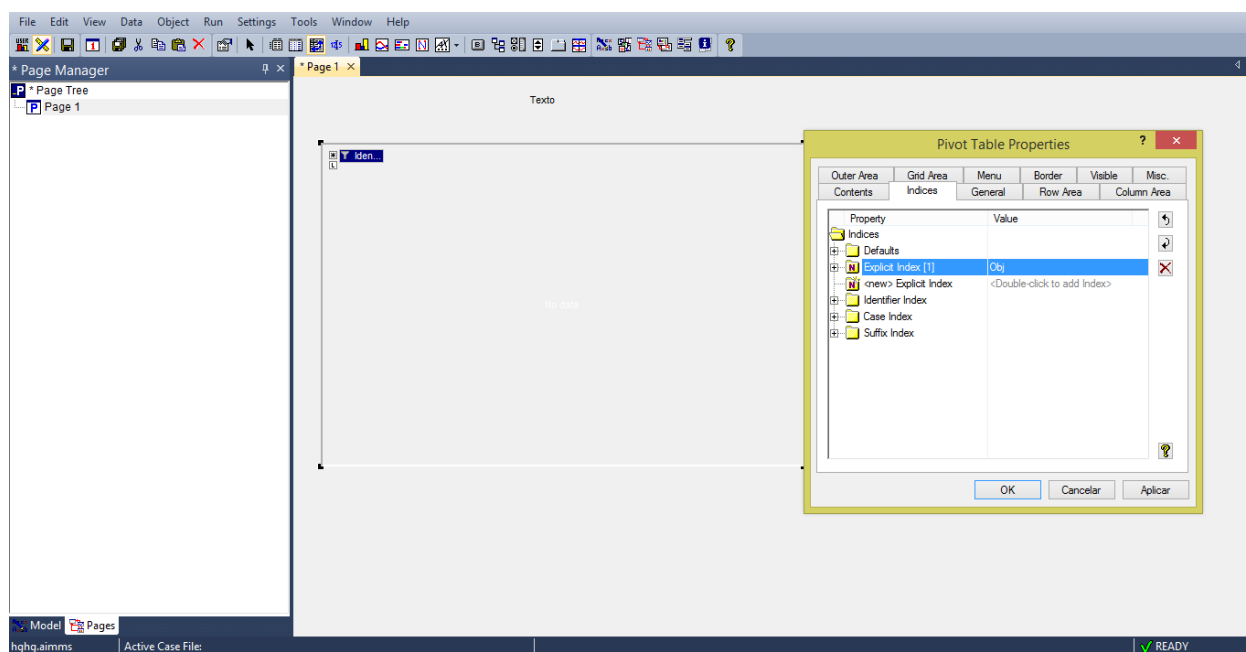 File Edit View Data Object Run Settings Tools Window Help
* Page Manager
* Page 1
* Page Tree
Page 1
Texto
Iden...
No data
Pivot Table Properties
Outer Area Grid Area Menu Border Visible Misc.
Contents Indices General Row Area Column Area
Property Value
Indices
Defaults
Explicit Index [1] Obj
<new> Explicit Index <Double-click to add Index>
Identifier Index
Case Index
Suffix Index
OK Cancelar Aplicar
Model Pages
hghg.aimms Active Case File: READY